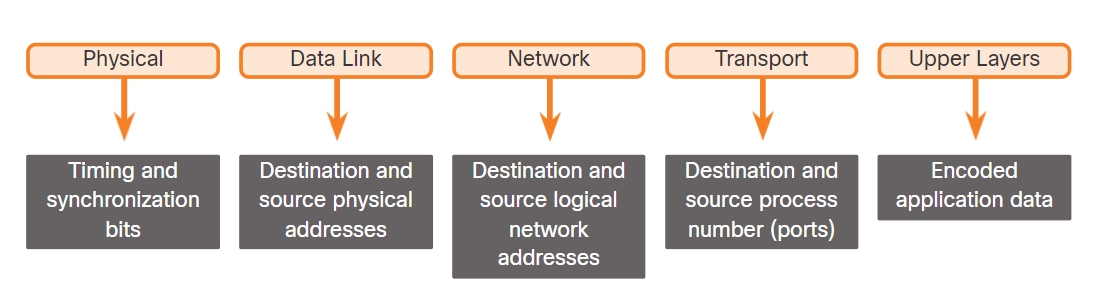 Physical
Data Link
Network
Transport
Upper Layers
Timing and
synchronization
bits
Destination and
source physical
addresses
Destination and
source logical
network
addresses
Destination and
source process
number (ports)
Encoded
application data